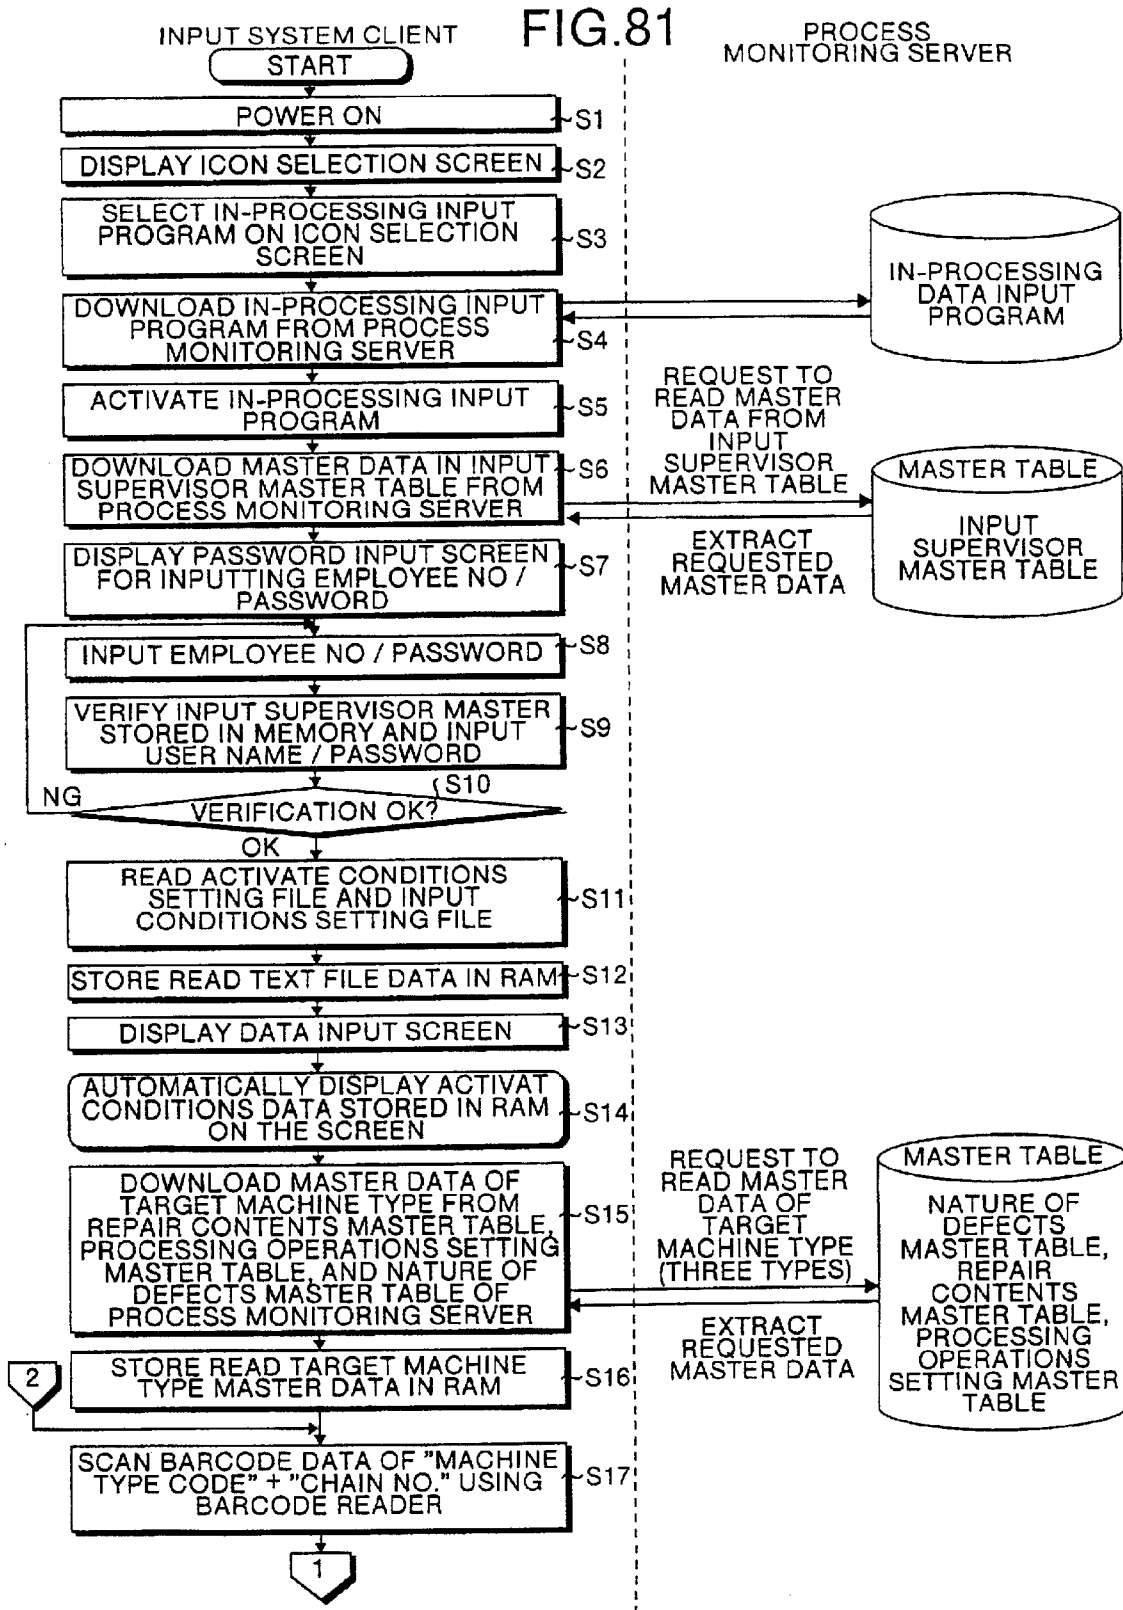 FIG.81
INPUT SYSTEM CLIENT
PROCESS
MONITORING SERVER
START
POWER ON
S1
DISPLAY ICON SELECTION SCREEN
S2
SELECT IN-PROCESSING INPUT
PROGRAM ON ICON SELECTION
SCREEN
S3
DOWNLOAD IN-PROCESSING INPUT
PROGRAM FROM PROCESS
MONITORING SERVER
S4
IN-PROCESSING
DATA INPUT
PROGRAM
ACTIVATE IN-PROCESSING INPUT
PROGRAM
S5
DOWNLOAD MASTER DATA IN INPUT
SUPERVISOR MASTER TABLE FROM
PROCESS MONITORING SERVER
S6
REQUEST TO
READ MASTER
DATA FROM
INPUT
SUPERVISOR
MASTER TABLE
EXTRACT
REQUESTED
MASTER DATA
MASTER TABLE
INPUT
SUPERVISOR
MASTER TABLE
DISPLAY PASSWORD INPUT SCREEN
FOR INPUTTING EMPLOYEE NO /
PASSWORD
S7
INPUT EMPLOYEE NO / PASSWORD
S8
VERIFY INPUT SUPERVISOR MASTER
STORED IN MEMORY AND INPUT
USER NAME / PASSWORD
S9
S10
NG
VERIFICATION OK?
OK
READ ACTIVATE CONDITIONS
SETTING FILE AND INPUT
CONDITIONS SETTING FILE
S11
STORE READ TEXT FILE DATA IN RAM
S12
DISPLAY DATA INPUT SCREEN
S13
AUTOMATICALLY DISPLAY ACTIVAT
CONDITIONS DATA STORED IN RAM
ON THE SCREEN
S14
DOWNLOAD MASTER DATA OF
TARGET MACHINE TYPE FROM
REPAIR CONTENTS MASTER TABLE,
PROCESSING OPERATIONS SETTING
MASTER TABLE, AND NATURE OF
DEFECTS MASTER TABLE OF
PROCESS MONITORING SERVER
S15
REQUEST TO
READ MASTER
DATA OF
TARGET
MACHINE TYPE
(THREE TYPES)
EXTRACT
REQUESTED
MASTER DATA
MASTER TABLE
NATURE OF
DEFECTS
MASTER TABLE,
REPAIR
CONTENTS
MASTER TABLE,
PROCESSING
OPERATIONS
SETTING MASTER
TABLE
STORE READ TARGET MACHINE
TYPE MASTER DATA IN RAM
S16
2
SCAN BARCODE DATA OF "MACHINE
TYPE CODE" + "CHAIN NO." USING
BARCODE READER
S17
1